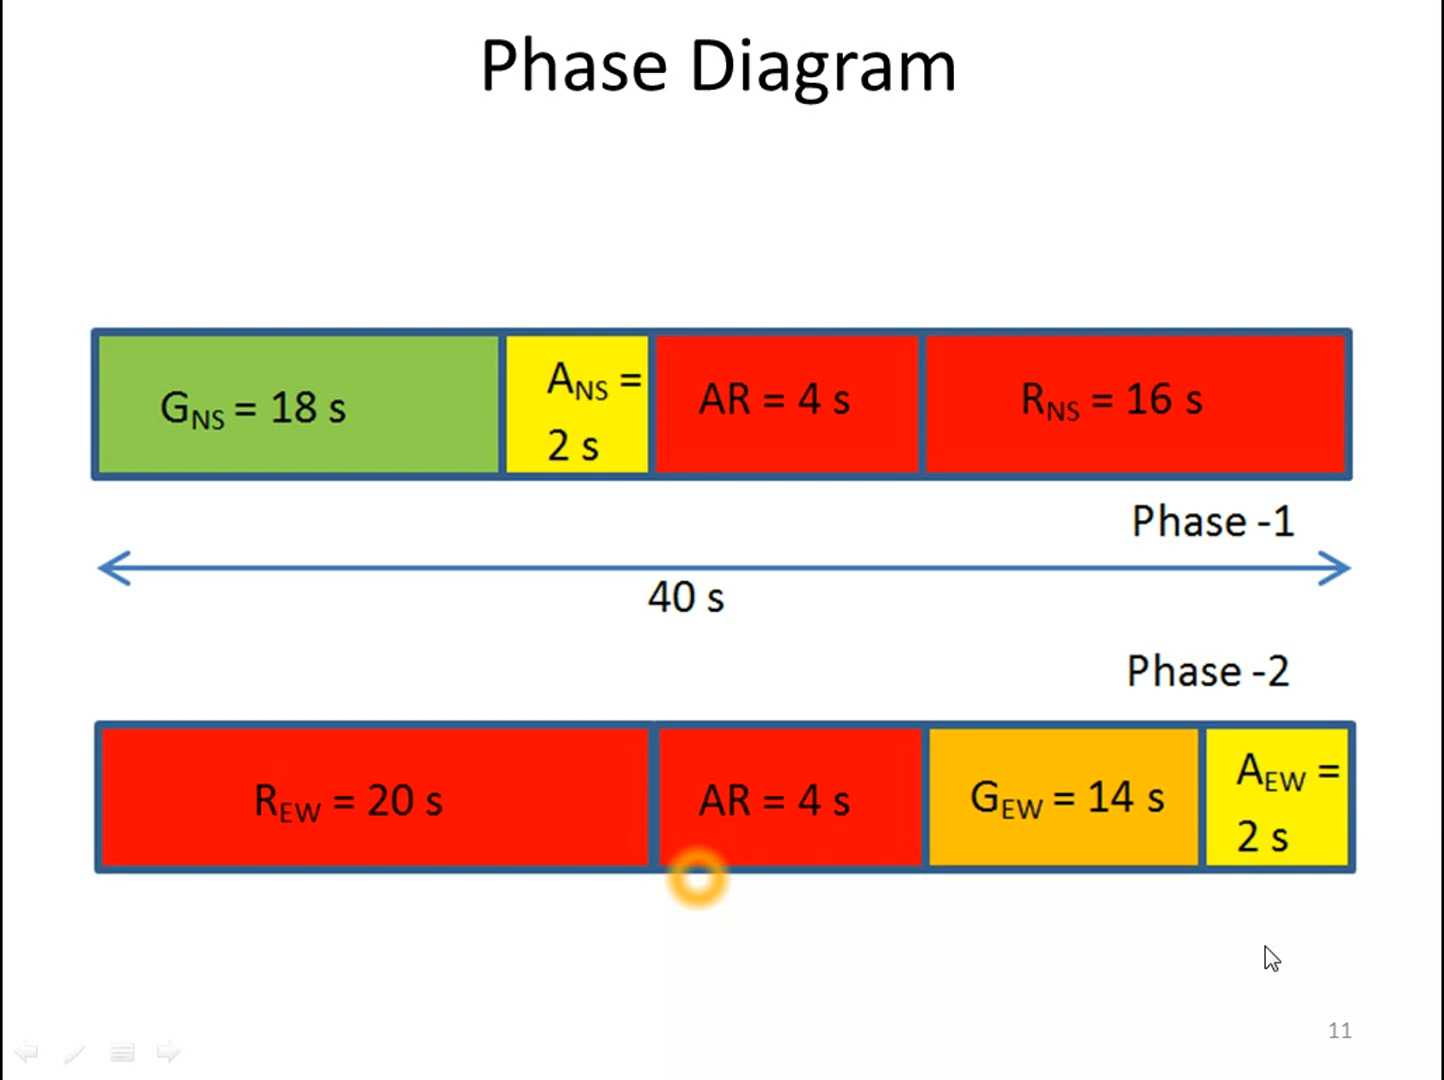 Phase Diagram
G_NS = 18 s
A_NS =
2 s
AR = 4 s
R_NS = 16 s
Phase -1
40 s
Phase -2
R_EW = 20 s
AR = 4 s
G_EW = 14 s
A_EW =
2 s
11